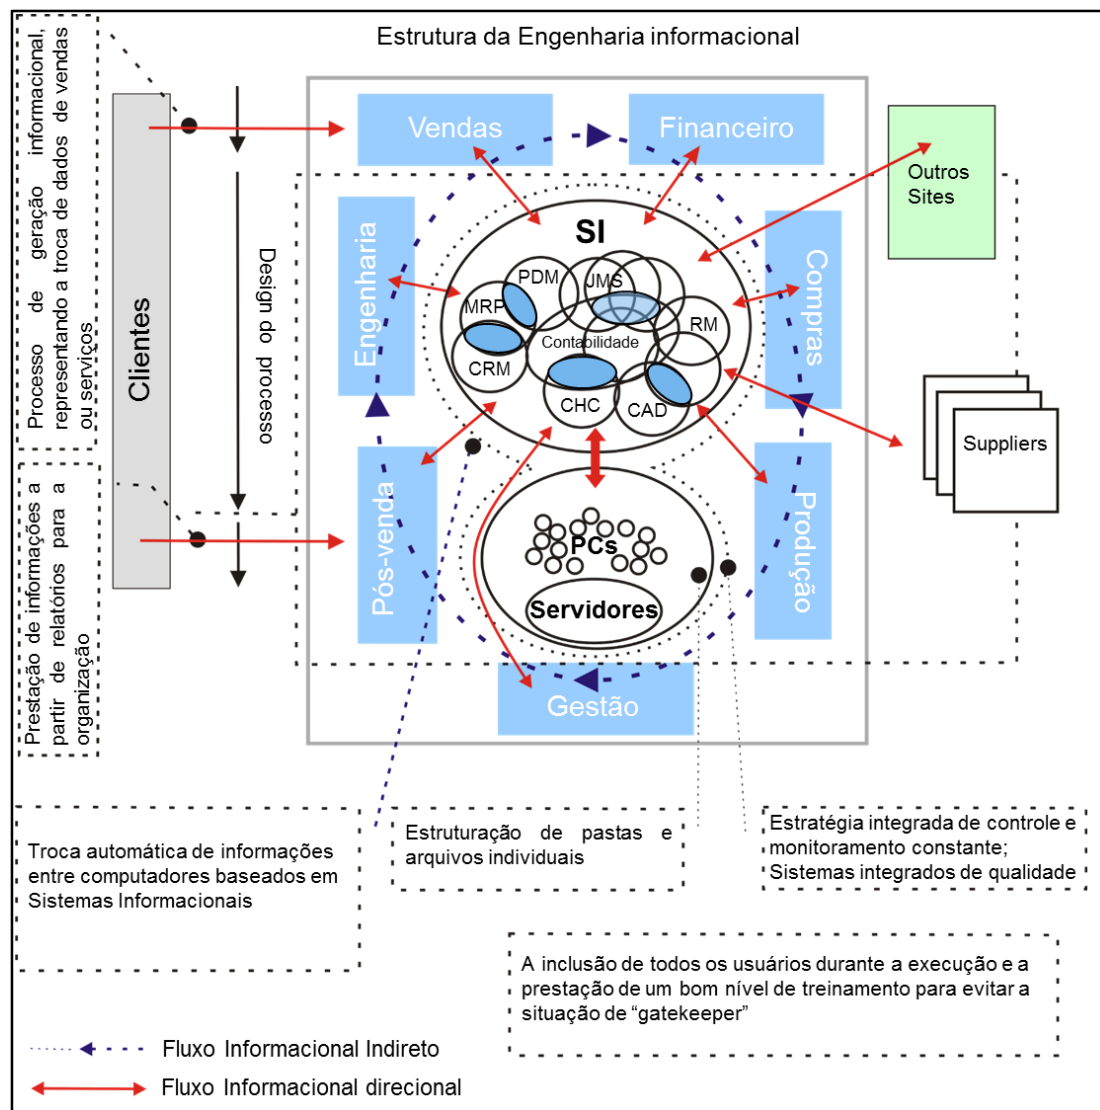 Estrutura da Engenharia informacional
Processo de geração informacional,
representando a troca de dados de vendas
ou serviços
Prestação de informações a
partir de relatórios para a
organização
Clientes
Design do processo
Vendas
Financeiro
Outros
Sites
Engenharia
Compras
SI
PDM
JMS
MRP
RM
Contabilidade
CRM
CHC
CAD
Suppliers
Pós-venda
Produção
PCs
Servidores
Gestão
Troca automática de informações
entre computadores baseados em
Sistemas Informacionais
Estruturação de pastas e
arquivos individuais
Estratégia integrada de controle e
monitoramento constante;
Sistemas integrados de qualidade
A inclusão de todos os usuários durante a execução e a
prestação de um bom nível de treinamento para evitar a
situação de “gatekeeper”
Fluxo Informacional Indireto
Fluxo Informacional direcional